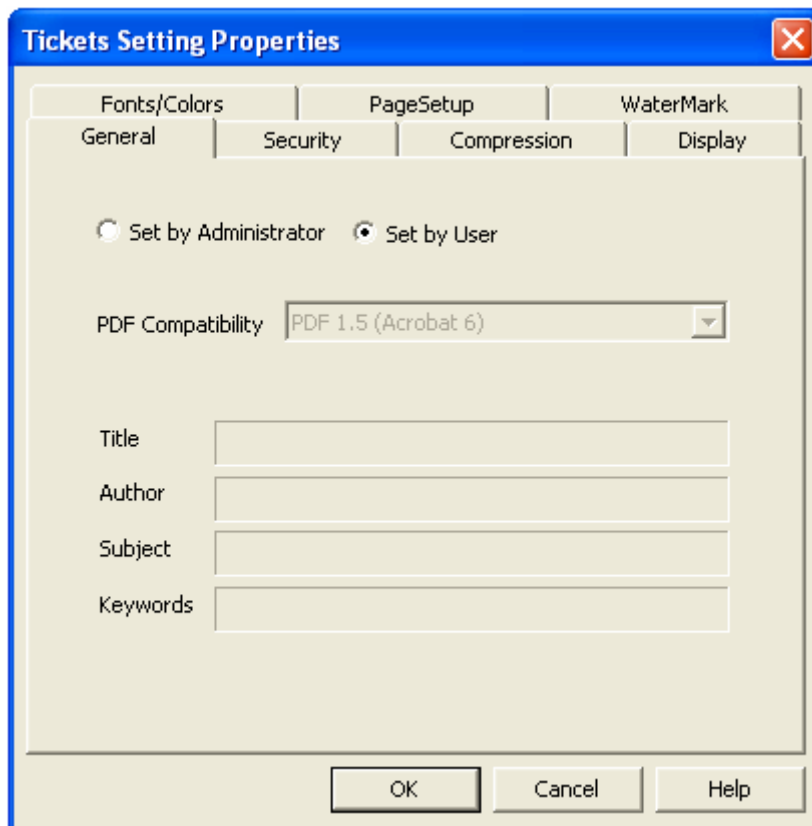 Tickets Setting Properties
Fonts/Colors PageSetup WaterMark
General Security Compression Display
Set by Administrator Set by User
PDF Compatibility PDF 1.5 (Acrobat 6)
Title
Author
Subject
Keywords
OK Cancel Help